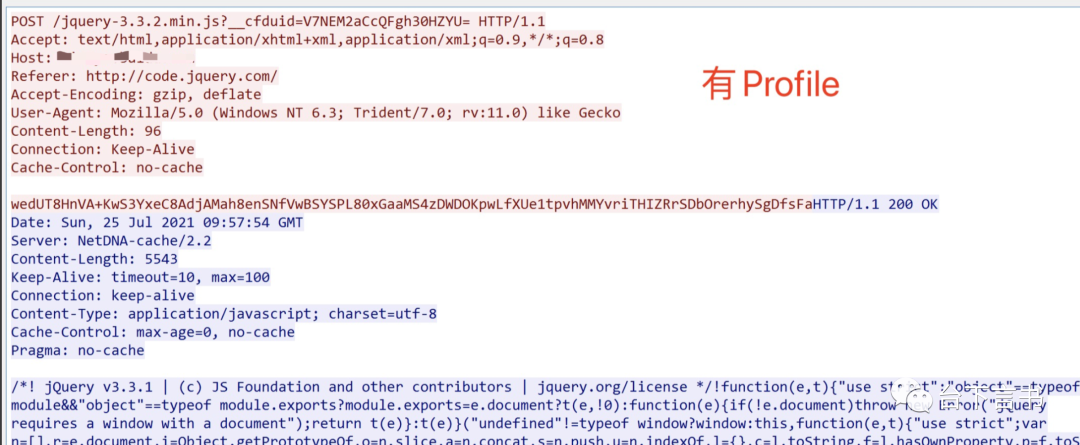 POST /jquery-3.3.2.min.js?__cfduid=V7NEM2aCcQFgh30HZYU= HTTP/1.1
Accept: text/html,application/xhtml+xml,application/xml;q=0.9,*/*;q=0.8
Host:
Referer: http://code.jquery.com/
Accept-Encoding: gzip, deflate
User-Agent: Mozilla/5.0 (Windows NT 6.3; Trident/7.0; rv:11.0) like Gecko
Content-Length: 96
Connection: Keep-Alive
Cache-Control: no-cache
有Profile
wedUT8HnVA+KwS3YxeC8AdjAMah8enSNfVwBSYSPL80xGaaMS4zDWDOKpwLfXUe1tpvhMMYvriTHIZRrSDbOrerhySgDfsFaHTTP/1.1 200 OK
Date: Sun, 25 Jul 2021 09:57:54 GMT
Server: NetDNA-cache/2.2
Content-Length: 5543
Keep-Alive: timeout=10, max=100
Connection: keep-alive
Content-Type: application/javascript; charset=utf-8
Cache-Control: max-age=0, no-cache
Pragma: no-cache
/*! jQuery v3.3.1 | (c) JS Foundation and other contributors | jquery.org/license */!function(e,t){"use strict";"object"==typeof
module&&"object"==typeof module.exports?module.exports=e.document?t(e,!0):function(e){if(!e.document)throw "jQuery
requires a window with a document");return t(e)}:t(e)}("undefined"!=typeof window?window:this,function(e,t){"use strict";var
n=[],r=e.document,i=Object.getPrototypeOf,o=n.slice,a=n.concat,s=n.push,u=n.indexOf,l={},c=l.toString,f=l.hasOwnProperty,p=f.toS